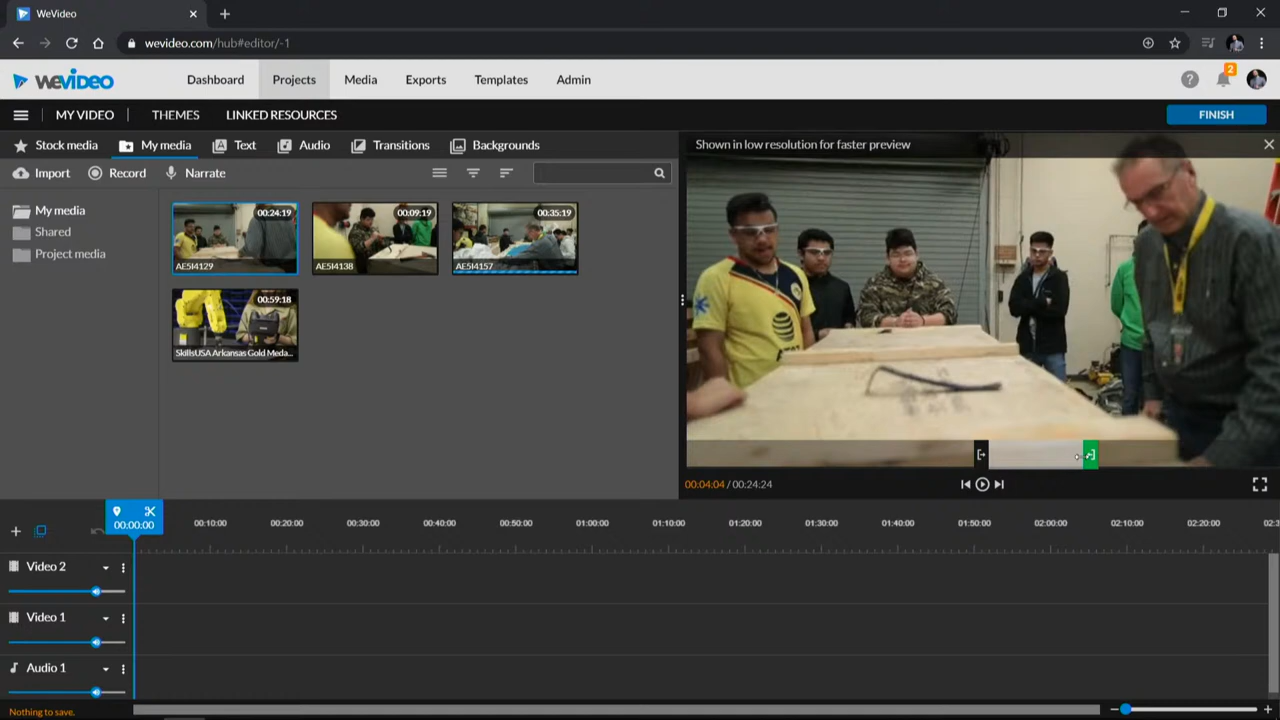 WeVideo
wevideo.com/hub#editor/-1
WEVIDEO
Dashboard
Projects
Media
Exports
Templates
Admin
2
MY VIDEO
THEMES
LINKED RESOURCES
FINISH
Stock media
My media
Text
Audio
Transitions
Backgrounds
Import
Record
Narrate
My media
Shared
Project media
00:24:19
AE5I4129
00:09:19
AE5I4138
00:35:19
AE5I4157
00:59:18
SkillsUSA Arkansas Gold Meda...
Shown in low resolution for faster preview
00:04:04 / 00:24:24
00:00:00
00:10:00
00:20:00
00:30:00
00:40:00
00:50:00
01:00:00
01:10:00
01:20:00
01:30:00
01:40:00
01:50:00
02:00:00
02:10:00
02:20:00
02:3
Video 2
Video 1
Audio 1
Nothing to save.